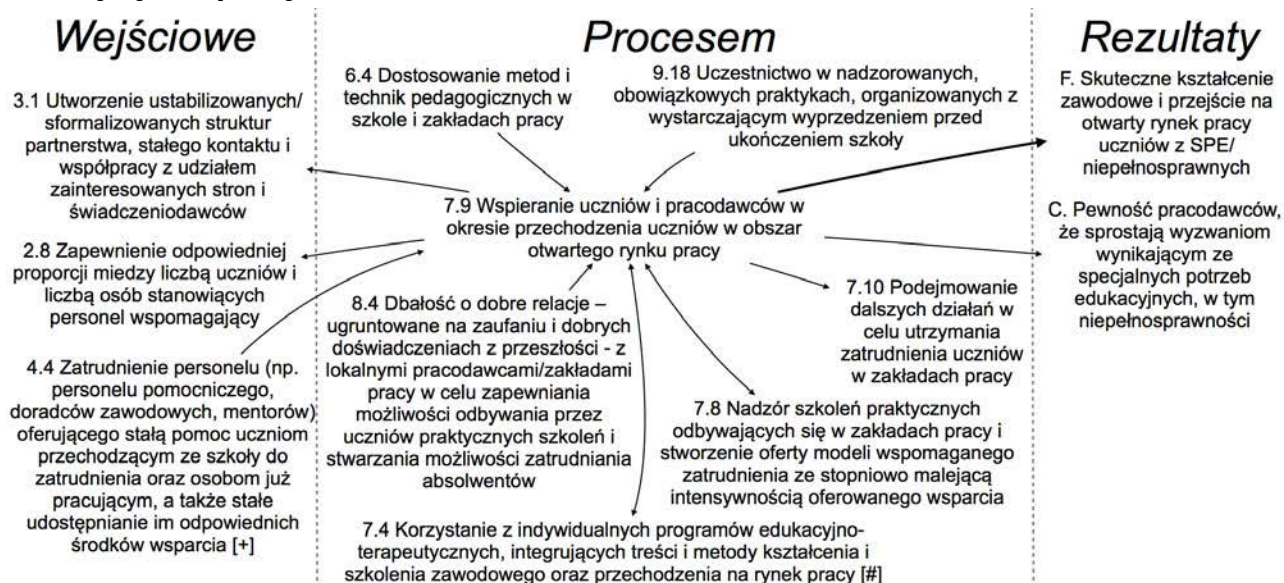 Wejściowe
3.1 Utworzenie ustabilizowanych/
sformalizowanych struktur
partnerstwa, stałego kontaktu i
współpracy z udziałem
zainteresowanych stron i
świadczeniodawców
2.8 Zapewnienie odpowiedniej
proporcji miedzy liczbą uczniów i
liczbą osób stanowiących
personel wspomagający
4.4 Zatrudnienie personelu (np.
personelu pomocniczego,
doradców zawodowych, mentorów)
oferującego stałą pomoc uczniom
przechodzącym ze szkoły do
zatrudnienia oraz osobom już
pracującym, a także stałe
udostępnianie im odpowiednich
środków wsparcia [+]
Procesem
6.4 Dostosowanie metod i
technik pedagogicznych w
szkole i zakładach pracy
9.18 Uczestnictwo w nadzorowanych,
obowiązkowych praktykach, organizowanych z
wystarczającym wyprzedzeniem przed
ukończeniem szkoły
7.9 Wspieranie uczniów i pracodawców w
okresie przechodzenia uczniów w obszar
otwartego rynku pracy
8.4 Dbałość o dobre relacje –
ugruntowane na zaufaniu i dobrych
doświadczeniach z przeszłości - z
lokalnymi pracodawcami/zakładami
pracy w celu zapewniania
możliwości odbywania przez
uczniów praktycznych szkoleń i
stwarzania możliwości zatrudniania
absolwentów
7.10 Podejmowanie
dalszych działań w
celu utrzymania
zatrudnienia uczniów
w zakładach pracy
7.8 Nadzór szkoleń praktycznych
odbywających się w zakładach pracy i
stworzenie oferty modeli wspomaganego
zatrudnienia ze stopniowo malejącą
intensywnością oferowanego wsparcia
7.4 Korzystanie z indywidualnych programów edukacyjno-
terapeutycznych, integrujących treści i metody kształcenia i
szkolenia zawodowego oraz przechodzenia na rynek pracy [#]
Rezultaty
F. Skuteczne kształcenie
zawodowe i przejście na
otwarty rynek pracy
uczniów z SPE/
niepełnosprawnych
C. Pewność pracodawców,
że sprostają wyzwaniom
wynikającym ze
specjalnych potrzeb
edukacyjnych, w tym
niepełnosprawności